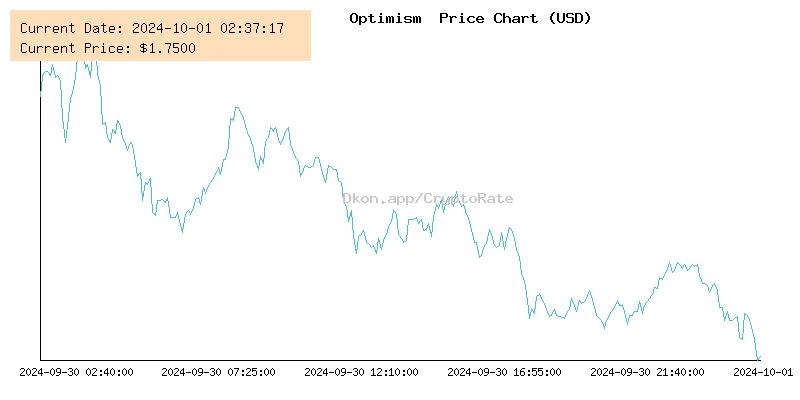 Optimism Price Chart (USD)
Current Date: 2024-10-01 02:37:17
Current Price: $1.7500
Dkon.app/CryptoRate
2024-09-30 02:40:00 2024-09-30 07:25:00 2024-09-30 12:10:00 2024-09-30 16:55:00 2024-09-30 21:40:00 2024-10-01